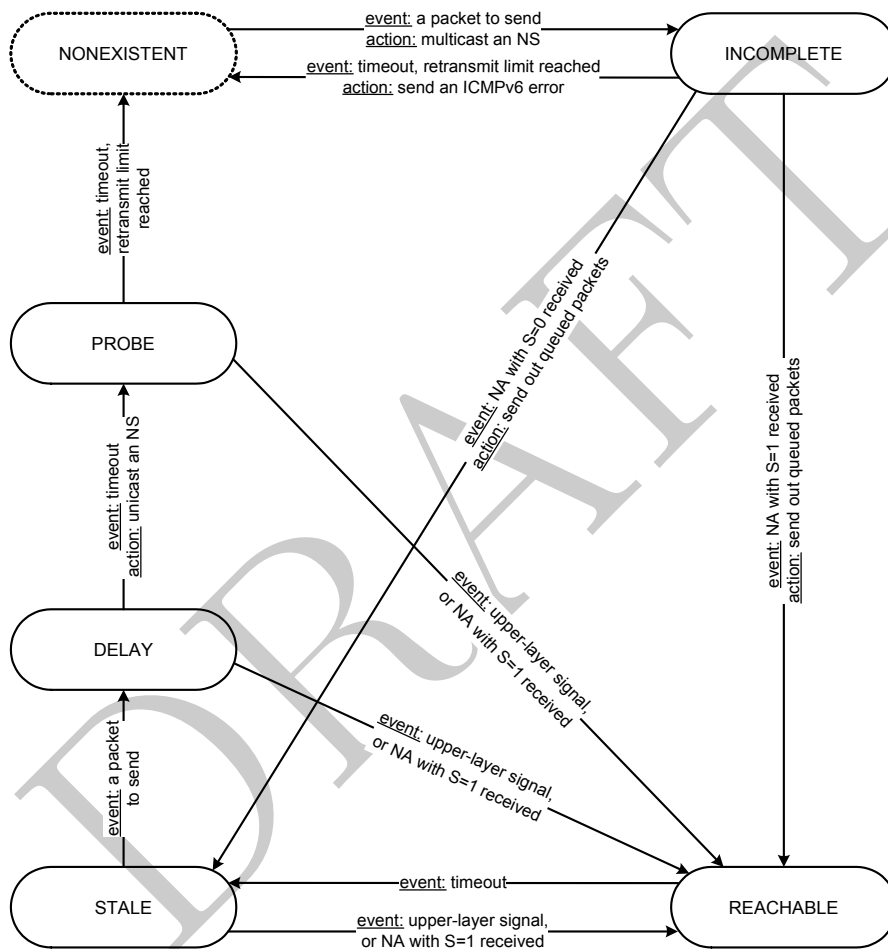 event: a packet to send
action: multicast an NS
NONEXISTENT
INCOMPLETE
event: timeout, retransmit limit reached
action: send an ICMPv6 error
event: timeout,
retransmit limit
reached
event: NA with S=0 received
action: send out queued packets
event: NA with S=1 received
action: send out queued packets
PROBE
event: timeout
action: unicast an NS
event: upper-layer signal,
or NA with S=1 received
DELAY
event: upper-layer signal,
or NA with S=1 received
event: a packet
to send
STALE
event: timeout
REACHABLE
event: upper-layer signal,
or NA with S=1 received
DRAFT